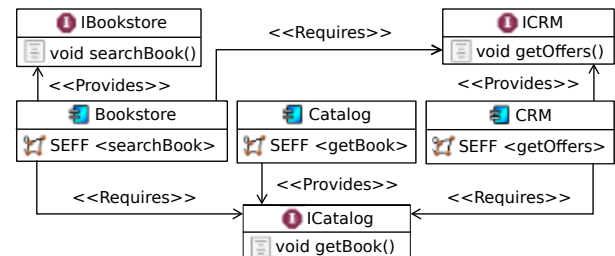 IBookstore
void searchBook()
<<Requires>>
ICRM
void getOffers()
<<Provides>>
<<Provides>>
Bookstore
SEFF <searchBook>
Catalog
SEFF <getBook>
CRM
SEFF <getOffers>
<<Requires>>
<<Provides>>
<<Requires>>
ICatalog
void getBook()